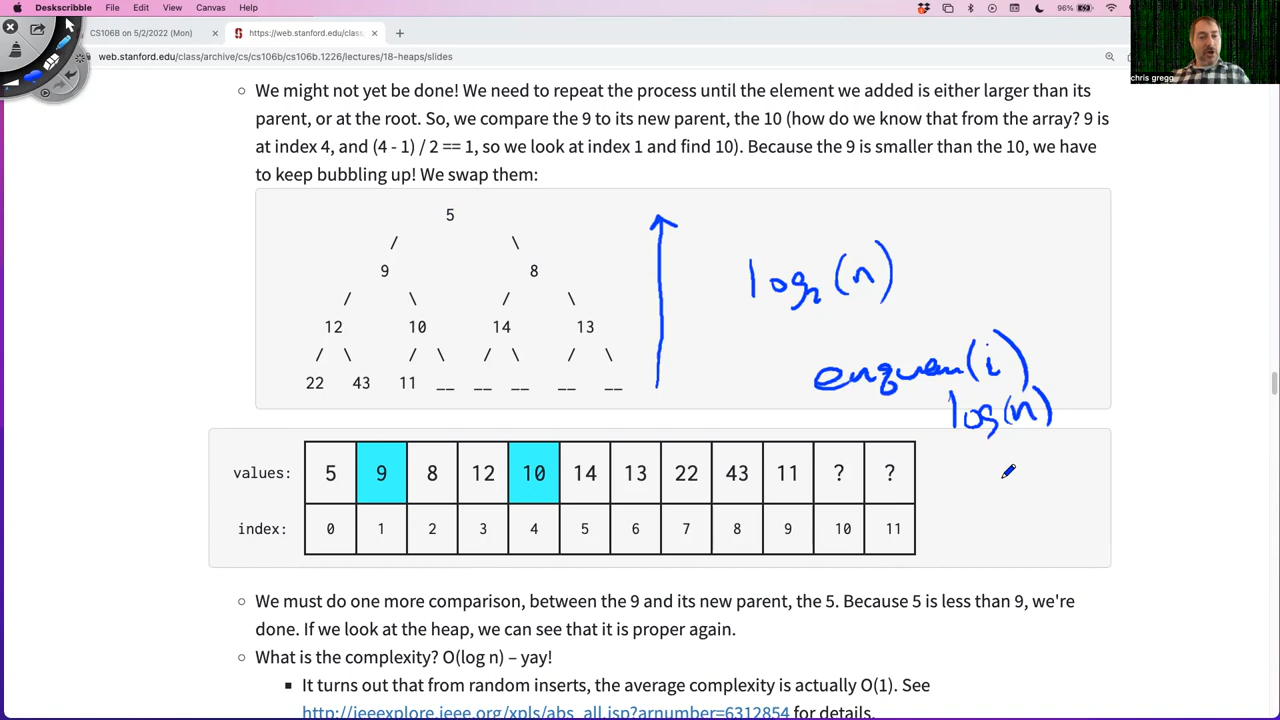 Deskscribble File Edit View Canvas Help 96%
CS106B on 5/2/2022 (Mon) × https://web.stanford.edu/class × +
web.stanford.edu/class/archive/cs/cs106b/cs106b.1226/lectures/18-heaps/slides
chris gregg
We might not yet be done! We need to repeat the process until the element we added is either larger than its
parent, or at the root. So, we compare the 9 to its new parent, the 10 (how do we know that from the array? 9 is
at index 4, and (4 - 1) / 2 == 1, so we look at index 1 and find 10). Because the 9 is smaller than the 10, we have
to keep bubbling up! We swap them:
5
/ \
9 8
/ \ / \
12 10 14 13
/ \ / \ / \ / \
22 43 11 __ __ __ __ __
log₂(n)
enqueue(i)
log(n)
values: 5 9 8 12 10 14 13 22 43 11 ? ?
index: 0 1 2 3 4 5 6 7 8 9 10 11
We must do one more comparison, between the 9 and its new parent, the 5. Because 5 is less than 9, we're
done. If we look at the heap, we can see that it is proper again.
What is the complexity? O(log n) – yay!
It turns out that from random inserts, the average complexity is actually O(1). See
http://ieeexplore.ieee.org/xpls/abs_all.jsp?arnumber=6312854 for details.